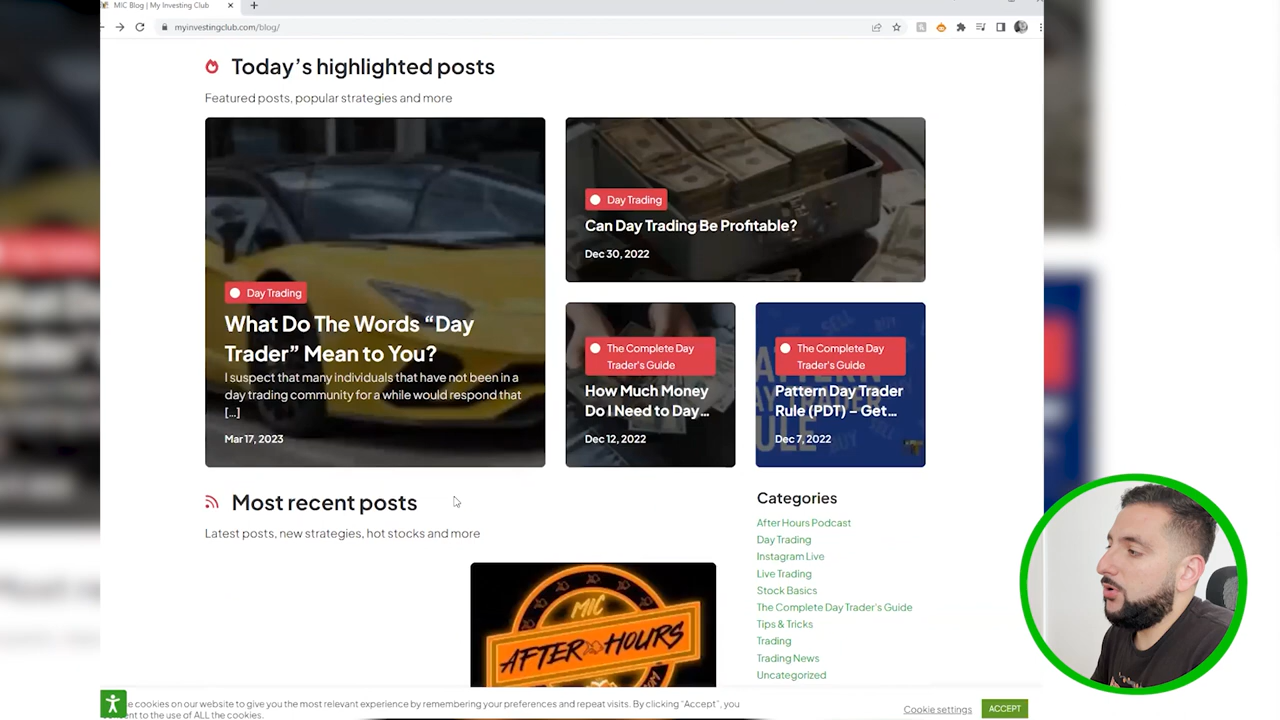 MIC Blog | My Investing Club
myinvestingclub.com/blog/
Today's highlighted posts
Featured posts, popular strategies and more
Day Trading
What Do The Words “Day
Trader” Mean to You?
I suspect that many individuals that have not been in a
day trading community for a while would respond that
[...]
Mar 17, 2023
Day Trading
Can Day Trading Be Profitable?
Dec 30, 2022
The Complete Day
Trader's Guide
How Much Money
Do I Need to Day...
Dec 12, 2022
The Complete Day
Trader's Guide
Pattern Day Trader
Rule (PDT) – Get...
Dec 7, 2022
Most recent posts
Latest posts, new strategies, hot stocks and more
MIC
AFTER HOURS
Categories
After Hours Podcast
Day Trading
Instagram Live
Live Trading
Stock Basics
The Complete Day Trader's Guide
Tips & Tricks
Trading
Trading News
Uncategorized
cookies on our website to give you the most relevant experience by remembering your preferences and repeat visits. By clicking “Accept”, you
to the use of ALL the cookies.
Cookie settings
ACCEPT